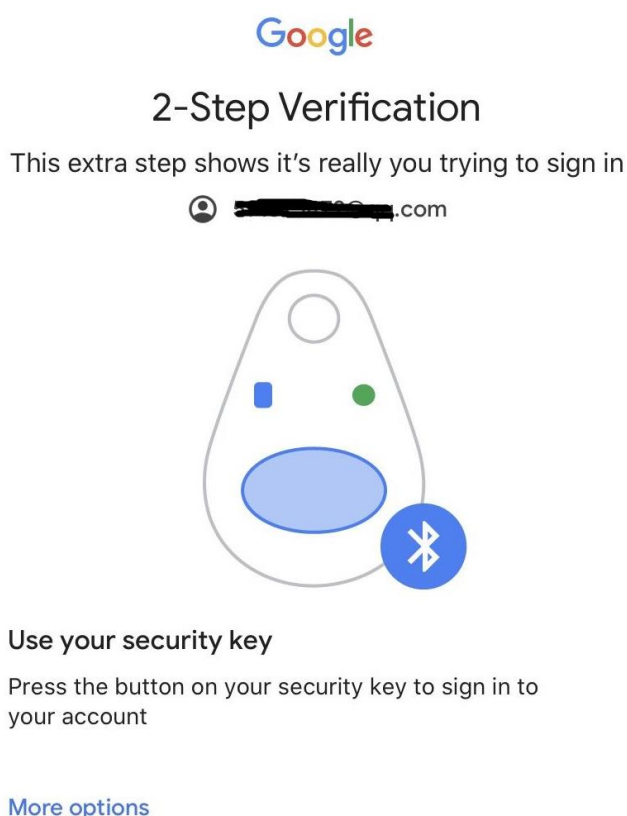 Google
2-Step Verification
This extra step shows it's really you trying to sign in
.com
Use your security key
Press the button on your security key to sign in to
your account
More options